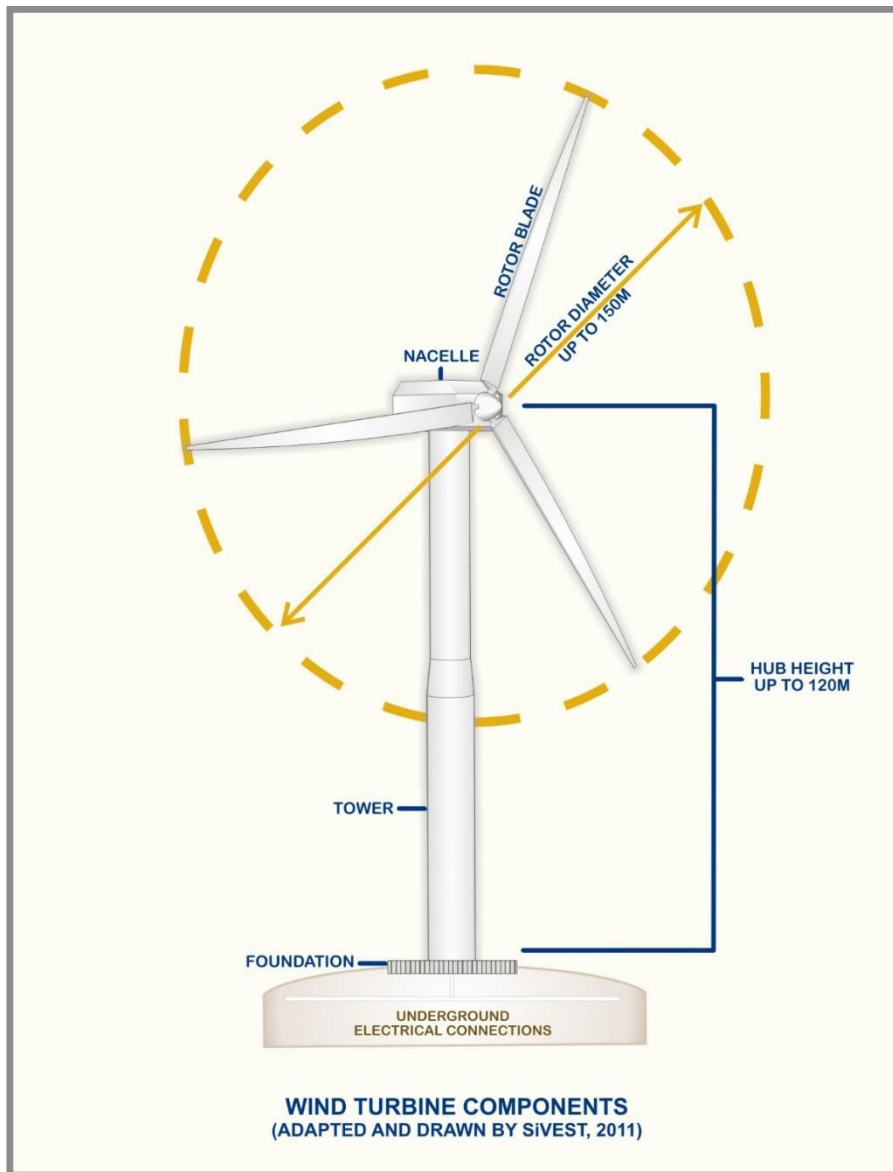 ROTOR BLADE
ROTOR DIAMETER
UP TO 150M
NACELLE
HUB HEIGHT
UP TO 120M
TOWER
FOUNDATION
UNDERGROUND
ELECTRICAL CONNECTIONS
WIND TURBINE COMPONENTS
(ADAPTED AND DRAWN BY SiVEST, 2011)